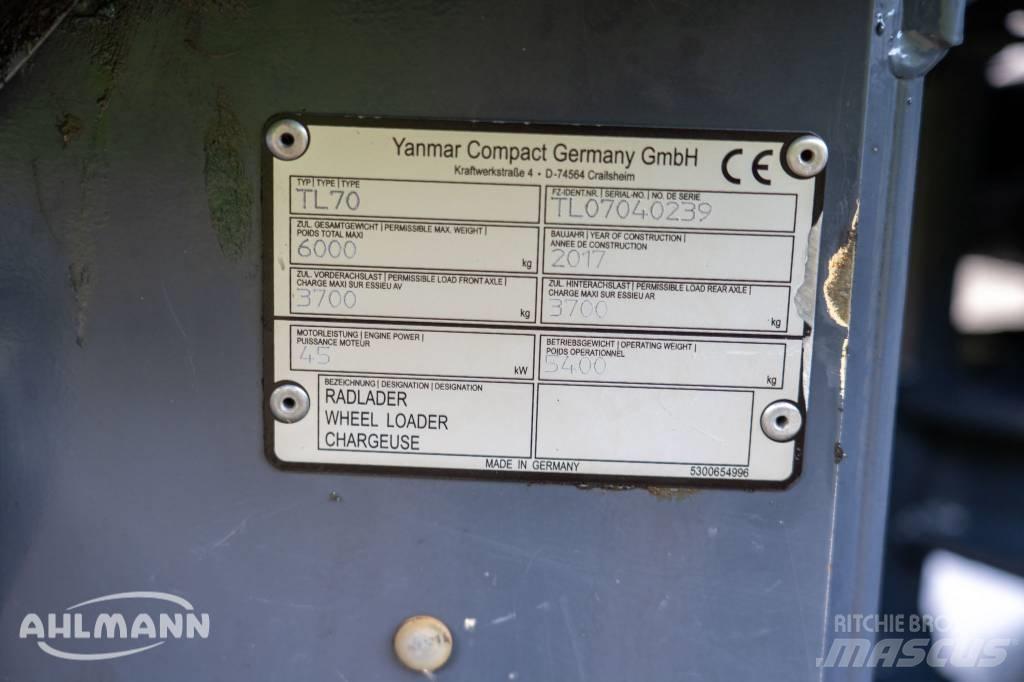 Yanmar Compact Germany GmbH
Kraftwerkstraße 4 • D-74564 Crailsheim
CE
TYP | TYPE | TYPE
TL70
FZ-IDENT.NR. | SERIAL-NO. | NO. DE SERIE
TL07040239
ZUL. GESAMTGEWICHT | PERMISSIBLE MAX. WEIGHT |
POIDS TOTAL MAXI
6000
kg
BAUJAHR | YEAR OF CONSTRUCTION |
ANNEE DE CONSTRUCTION
2017
ZUL. VORDERACHSLAST | PERMISSIBLE LOAD FRONT AXLE |
CHARGE MAXI SUR ESSIEU AV
3700
kg
ZUL. HINTERACHSLAST | PERMISSIBLE LOAD REAR AXLE |
CHARGE MAXI SUR ESSIEU AR
3700
kg
MOTORLEISTUNG | ENGINE POWER |
PUISSANCE MOTEUR
45
kW
BETRIEBSGEWICHT | OPERATING WEIGHT |
POIDS OPERATIONNEL
5400
kg
BEZEICHNUNG | DESIGNATION | DESIGNATION
RADLADER
WHEEL LOADER
CHARGEUSE
MADE IN GERMANY
5300654996
AHLMANN
RITCHIE BROS
MASCUS